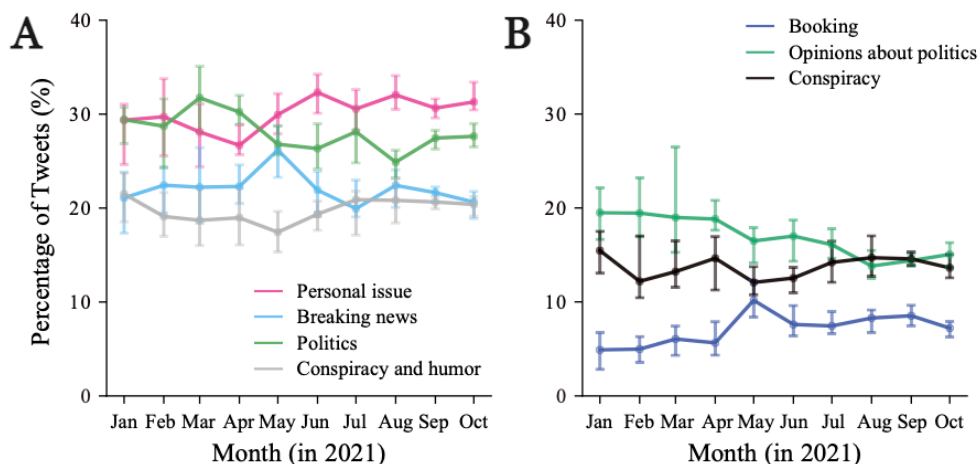 A
Percentage of Tweets (%)
40
30
20
10
0
Personal issue
Breaking news
Politics
Conspiracy and humor
Jan Feb Mar Apr May Jun Jul Aug Sep Oct
Month (in 2021)
B
40
30
20
10
0
Booking
Opinions about politics
Conspiracy
Jan Feb Mar Apr May Jun Jul Aug Sep Oct
Month (in 2021)